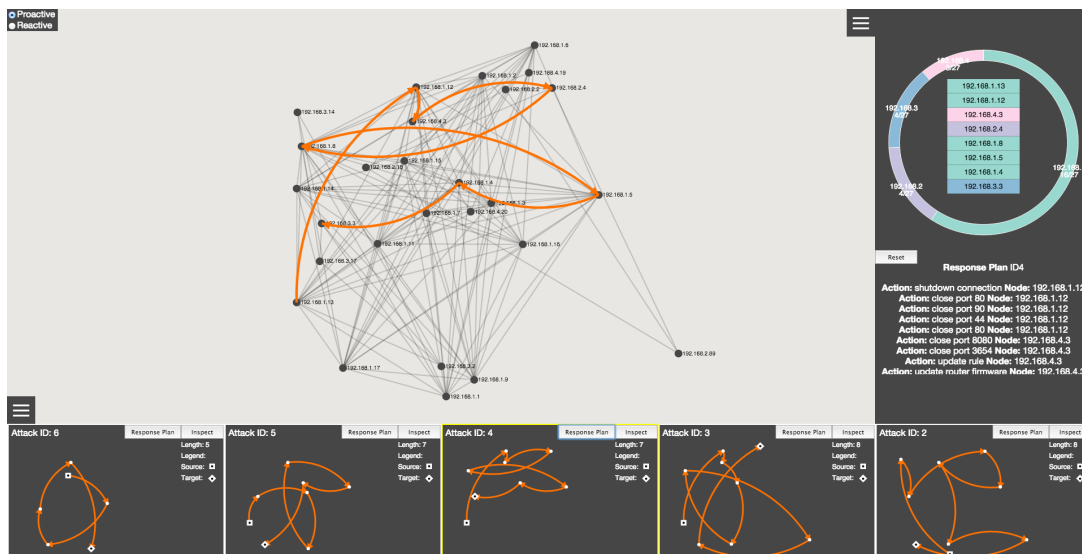 Proactive
Reactive
192.168.1.6
192.168.1.2
192.168.4.19
192.168.1.12
192.168.2.2
192.168.2.4
192.168.3.14
192.168.4.3
192.168.1.8
192.168.1.15
192.168.1.4
192.168.1.14
192.168.1.5
192.168.1.7
192.168.4.20
192.168.1.11
192.168.1.16
192.168.3.17
192.168.1.13
192.168.2.89
192.168.1.17
192.168.1.9
192.168.1.1
192.168.3
4/27
192.168.2
4/27
192.168.
192.168.1.13
192.168.1.12
192.168.4.3
192.168.2.4
192.168.1.8
192.168.1.5
192.168.1.4
192.168.3.3
Reset
Response Plan ID4
Action: shutdown connection Node: 192.168.1.12
Action: close port 80 Node: 192.168.1.12
Action: close port 90 Node: 192.168.1.12
Action: close port 44 Node: 192.168.1.12
Action: close port 80 Node: 192.168.1.12
Action: close port 8080 Node: 192.168.4.3
Action: close port 3654 Node: 192.168.4.3
Action: update rule Node: 192.168.4.3
Action: update router firmware Node: 192.168.4.3
Attack ID: 6
Response Plan
Inspect
Length: 5
Legend:
Source:
Target:
Attack ID: 5
Response Plan
Inspect
Length: 7
Legend:
Source:
Target:
Attack ID: 4
Response Plan
Inspect
Length: 7
Legend:
Source:
Target:
Attack ID: 3
Response Plan
Inspect
Length: 8
Legend:
Source:
Target:
Attack ID: 2
Response Plan
Inspect
Length: 8
Legend:
Source:
Target: